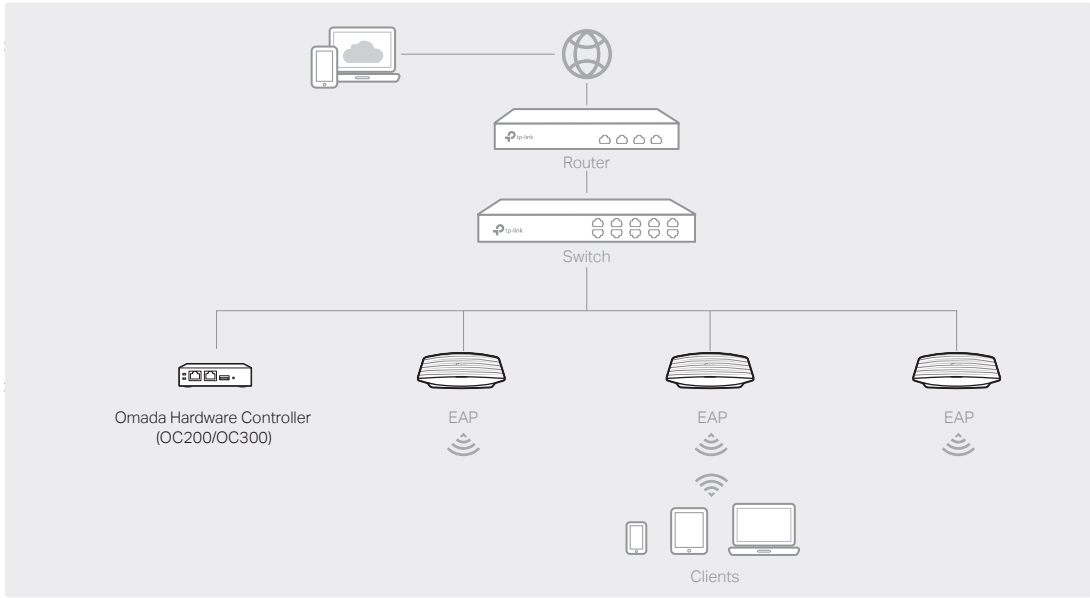 tp-link
Router
tp-link
Switch
Omada Hardware Controller
(OC200/OC300)
EAP
EAP
EAP
Clients